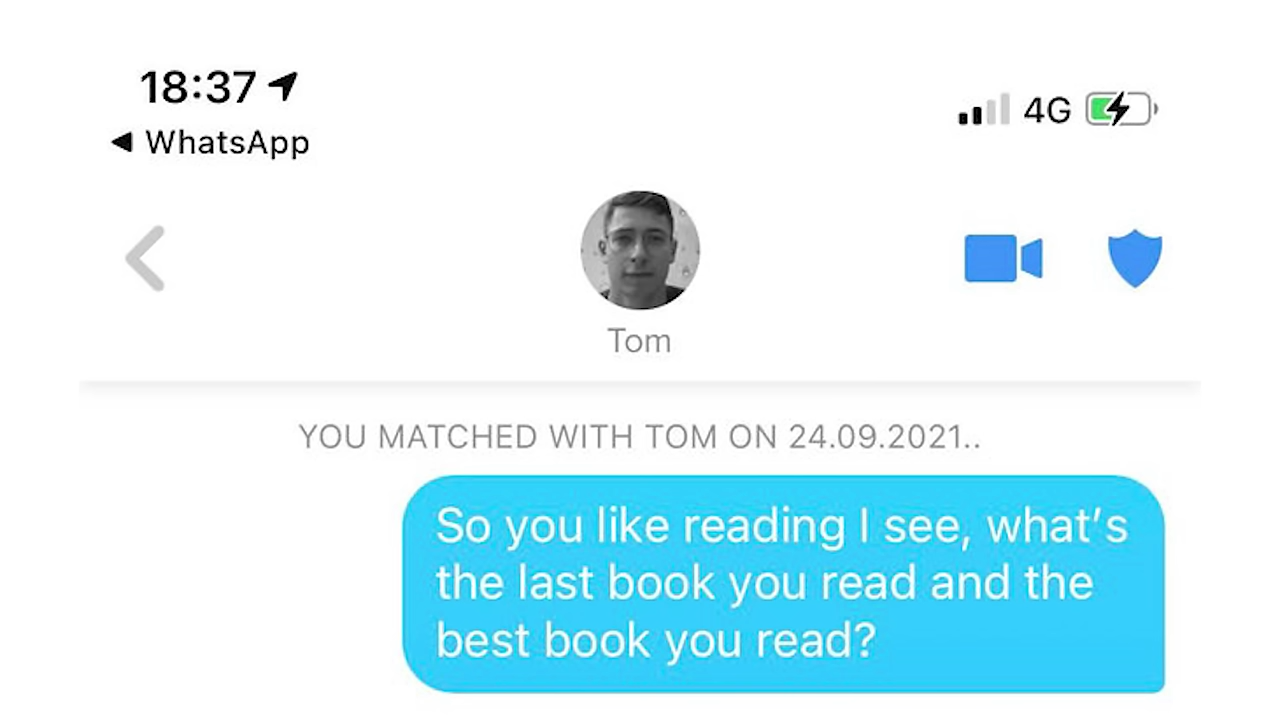 18:37
4G
WhatsApp
Tom
YOU MATCHED WITH TOM ON 24.09.2021..
So you like reading I see, what’s
the last book you read and the
best book you read?